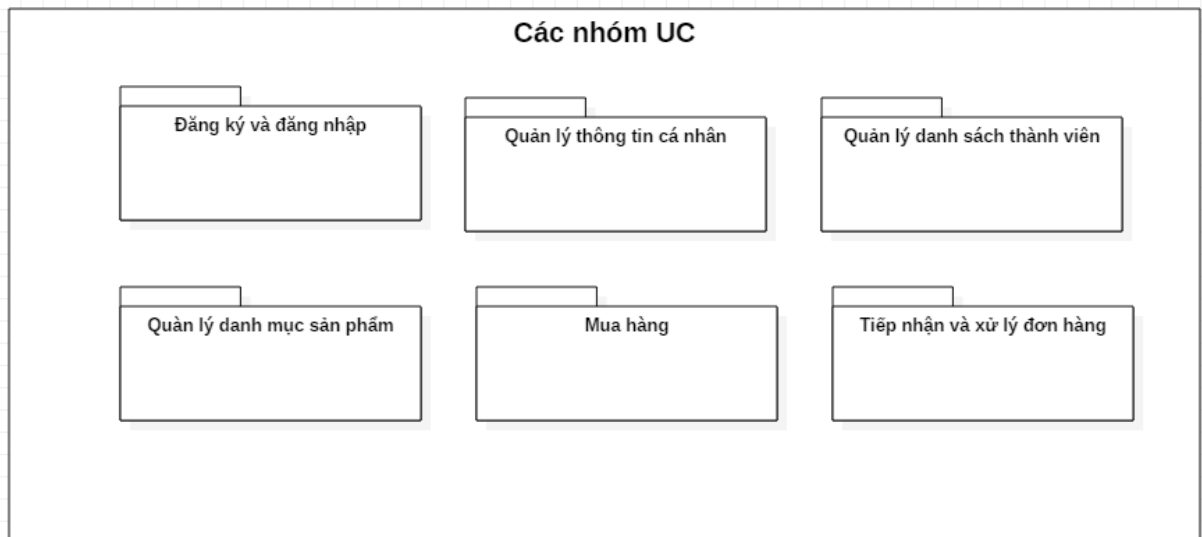 Các nhóm UC
Đăng ký và đăng nhập
Quản lý thông tin cá nhân
Quản lý danh sách thành viên
Quàn lý danh mục sản phẩm
Mua hàng
Tiếp nhận và xử lý đơn hàng